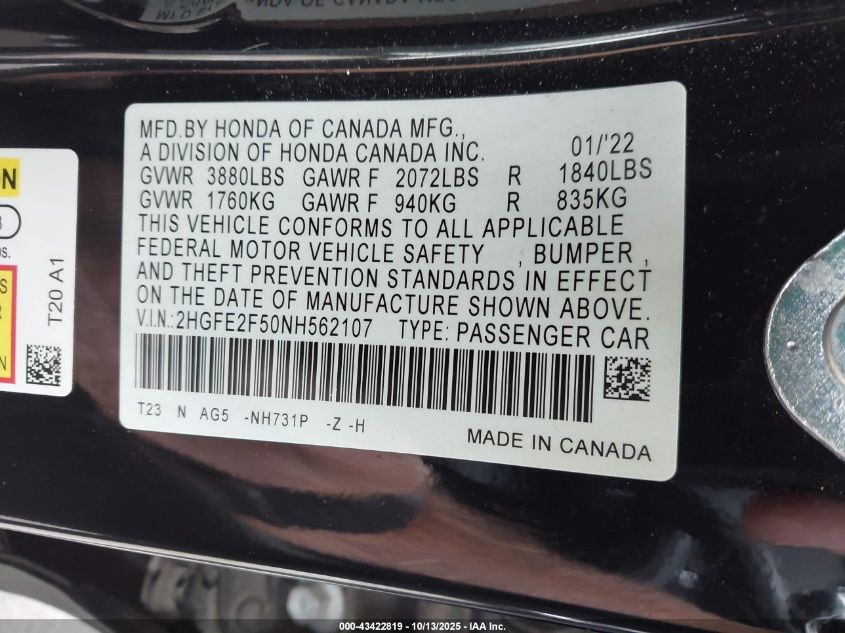 MFD.BY HONDA OF CANADA MFG.,
A DIVISION OF HONDA CANADA INC. 01/'22
GVWR 3880LBS GAWR F 2072LBS R 1840LBS
GVWR 1760KG GAWR F 940KG R 835KG
THIS VEHICLE CONFORMS TO ALL APPLICABLE
FEDERAL MOTOR VEHICLE SAFETY , BUMPER ,
AND THEFT PREVENTION STANDARDS IN EFFECT
ON THE DATE OF MANUFACTURE SHOWN ABOVE.
V.I.N.:2HGFE2F50NH562107 TYPE: PASSENGER CAR
T23 N AG5 -NH731P -Z -H
MADE IN CANADA
T20 A1
000-43422819 - 10/13/2025 - IAA Inc.